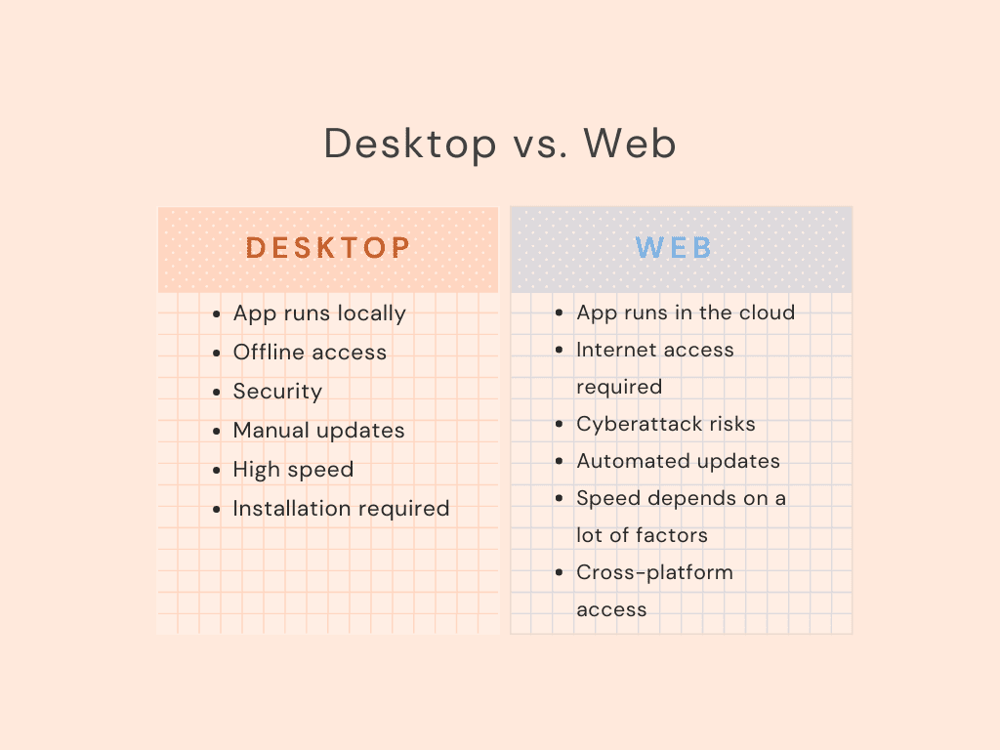 Desktop vs. Web
DESKTOP
• App runs locally
• Offline access
• Security
• Manual updates
• High speed
• Installation required
WEB
• App runs in the cloud
• Internet access
required
• Cyberattack risks
• Automated updates
• Speed depends on a
lot of factors
• Cross-platform
access